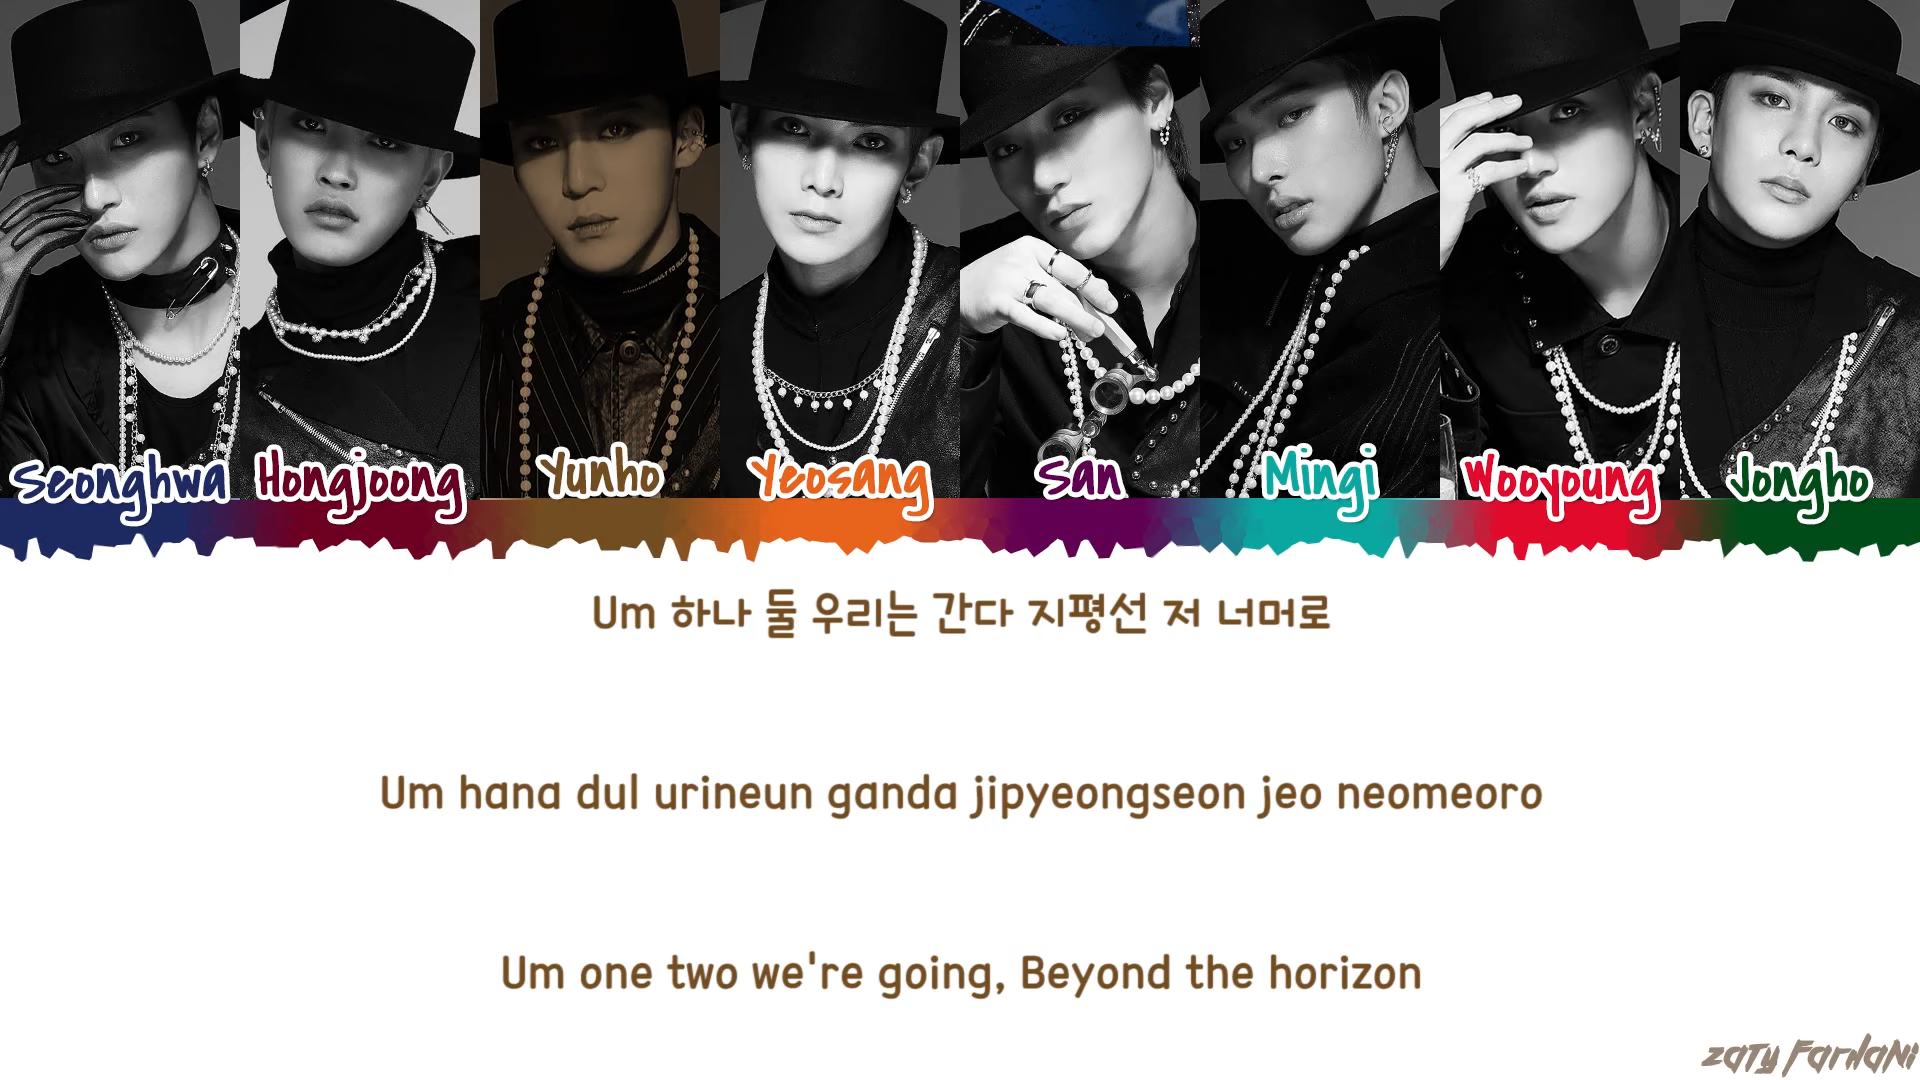 Seonghwa Hongjoong Yunho Yeosang San Mingi Wooyoung Jongho
Um 하나 둘 우리는 간다 지평선 저 너머로
Um hana dul urineun ganda jipyeongseon jeo neomeoro
Um one two we're going, Beyond the horizon
zaty Farhani